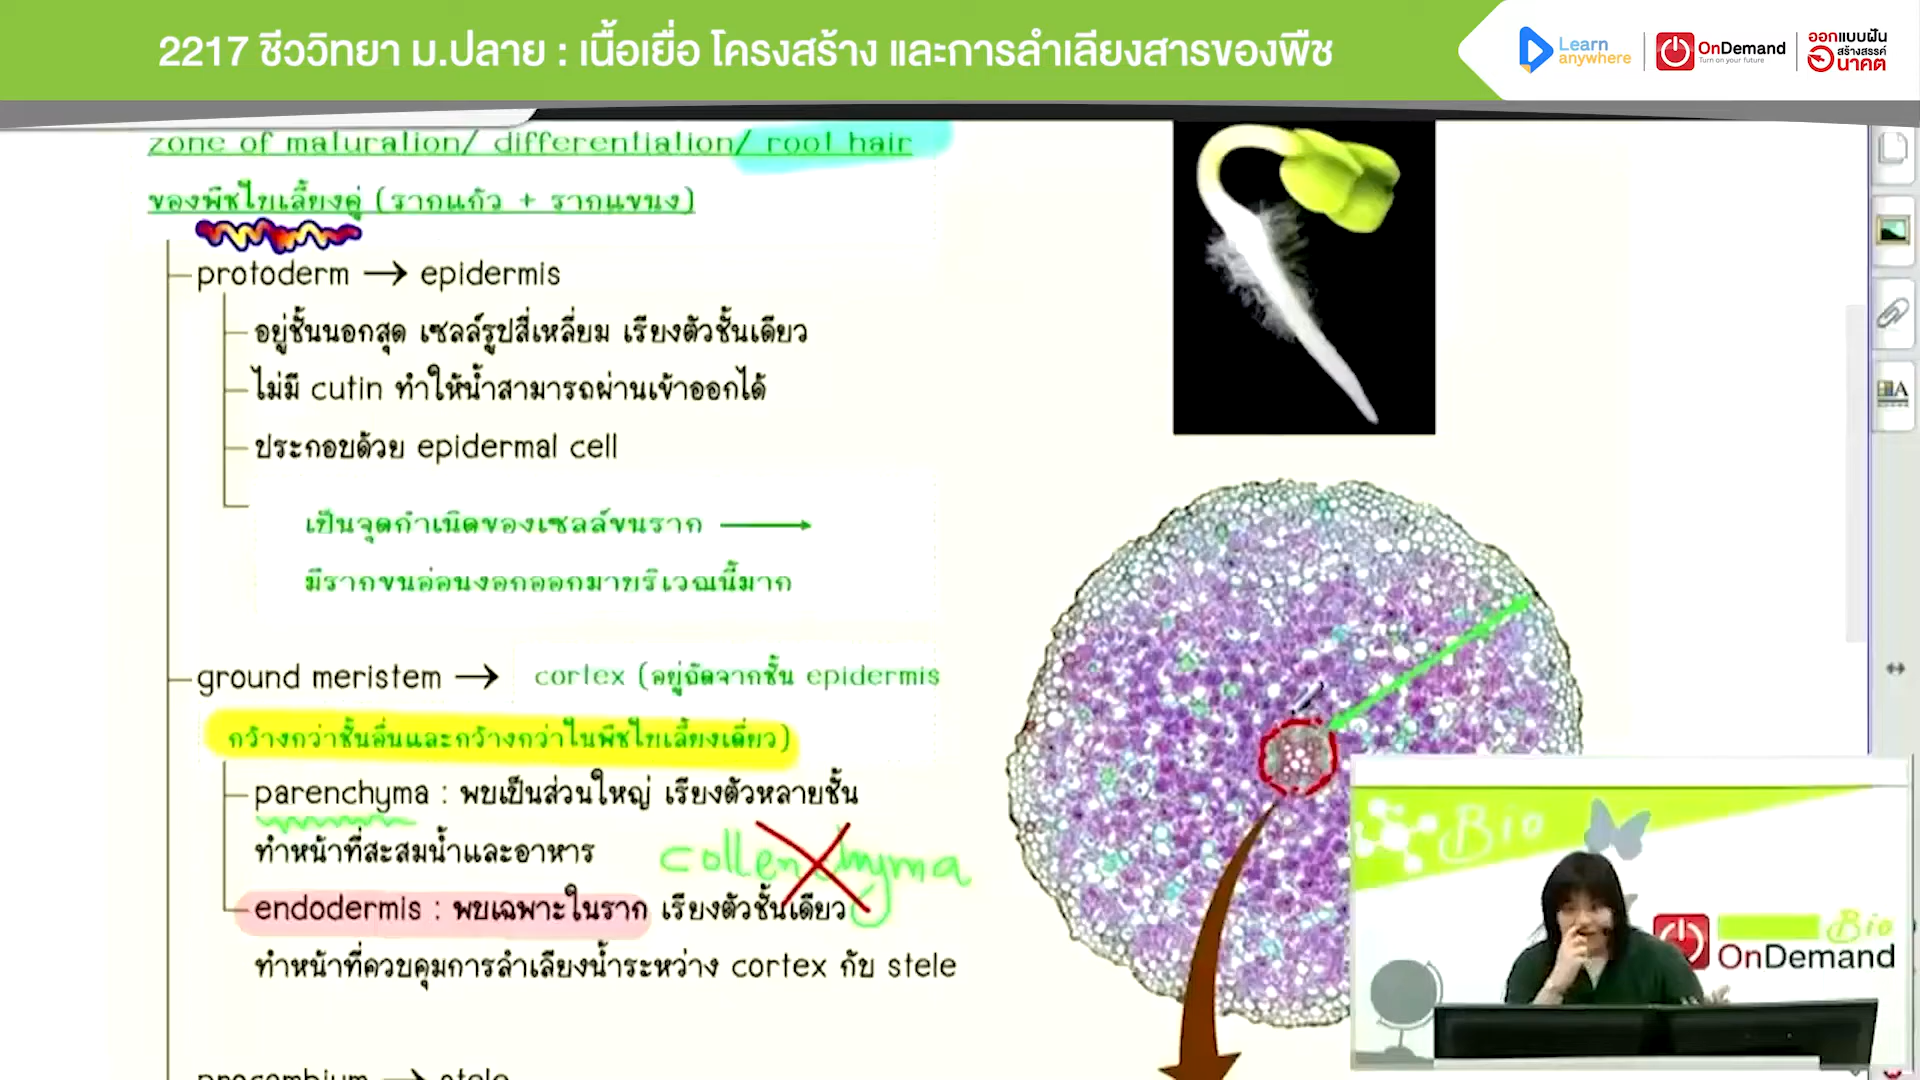 2217 ชีววิทยา ม.ปลาย : เนื้อเยื่อ โครงสร้าง และการลำเลียงสารของพืช
Learn
anywhere
OnDemand
Turn on your future
ออกแบบฝัน
สร้างสรรค์
อนาคต
zone of maturation/ differentiation/ root hair
ของพืชใบเลี้ยงคู่ (รากแก้ว + รากแขนง)
protoderm → epidermis
อยู่ชั้นนอกสุด เซลล์รูปสี่เหลี่ยม เรียงตัวชั้นเดียว
ไม่มี cutin ทำให้น้ำสามารถผ่านเข้าออกได้
ประกอบด้วย epidermal cell
เป็นจุดกำเนิดของเซลล์ขนราก →
มีรากขนอ่อนงอกออกมาบริเวณนี้มาก
ground meristem → cortex (อยู่ถัดจากชั้น epidermis
กว้างกว่าชั้นอื่นและกว้างกว่าในพืชใบเลี้ยงเดี่ยว)
parenchyma : พบเป็นส่วนใหญ่ เรียงตัวหลายชั้น
ทำหน้าที่สะสมน้ำและอาหาร
collenchyma
endodermis : พบเฉพาะในราก เรียงตัวชั้นเดียว
ทำหน้าที่ควบคุมการลำเลียงน้ำระหว่าง cortex กับ stele
procambium → stele
Bio
Bio
OnDemand